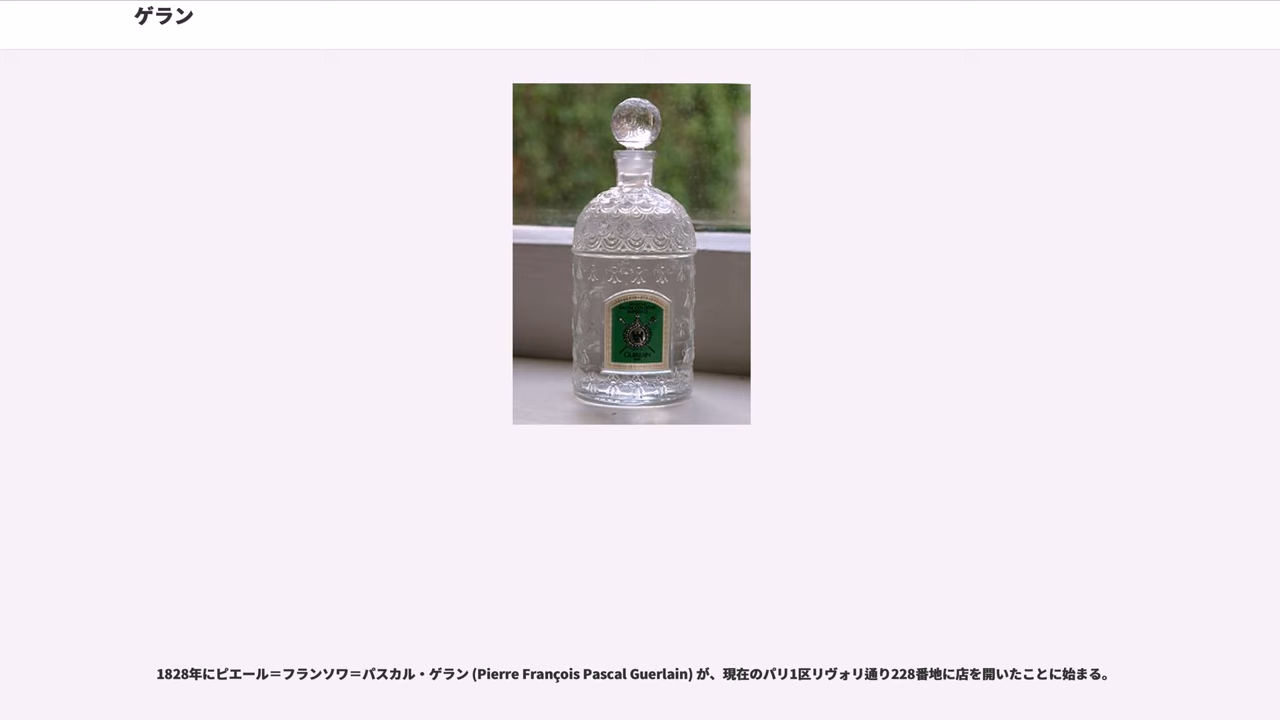 ゲラン
GUERLAIN
1828年にピエール＝フランソワ＝パスカル・ゲラン (Pierre François Pascal Guerlain) が、現在のパリ1区リヴォリ通り228番地に店を開いたことに始まる。